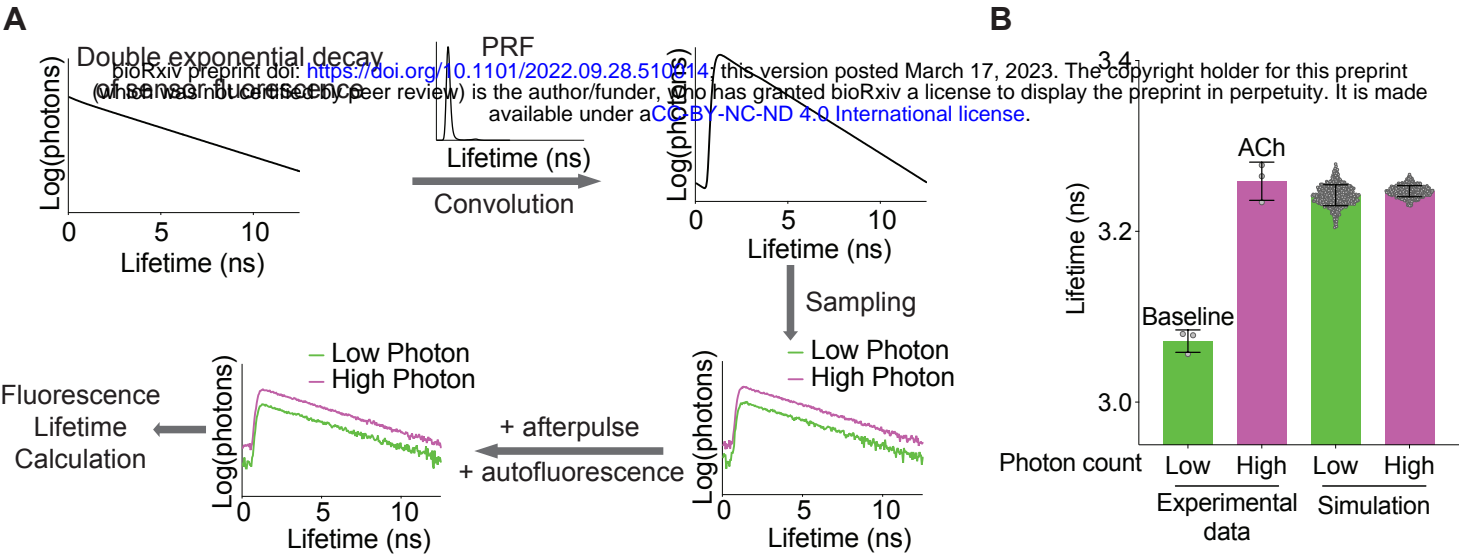 A
B
Double exponential decay
of sensor fluorescence
PRF
bioRxiv preprint doi: https://doi.org/10.1101/2022.09.28.510014; this version posted March 17, 2023. The copyright holder for this preprint
(which was not certified by peer review) is the author/funder, who has granted bioRxiv a license to display the preprint in perpetuity. It is made
available under aCC-BY-NC-ND 4.0 International license.
Log(photons)
0 5 10
Lifetime (ns)
Lifetime (ns)
Convolution
Log(photons)
0 5 10
Lifetime (ns)
Sampling
Low Photon
High Photon
Log(photons)
0 5 10
Lifetime (ns)
+ afterpulse
+ autofluorescence
Low Photon
High Photon
Log(photons)
0 5 10
Lifetime (ns)
Fluorescence
Lifetime
Calculation
Lifetime (ns)
3.4
3.2
3.0
Baseline
ACh
Photon count Low High Low High
Experimental
data
Simulation